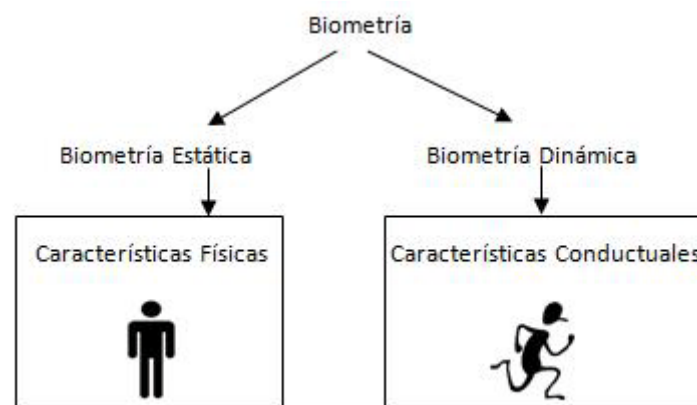 Biometría
Biometría Estática
Biometría Dinámica
Características Físicas
Características Conductuales